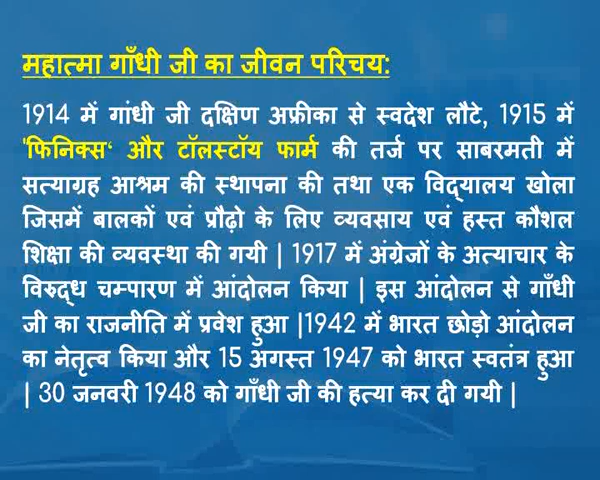 महात्मा गाँधी जी का जीवन परिचय:
1914 में गांधी जी दक्षिण अफ्रीका से स्वदेश लौटे, 1915 में
'फिनिक्स‘ और टॉलस्टॉय फार्म की तर्ज पर साबरमती में
सत्याग्रह आश्रम की स्थापना की तथा एक विद्यालय खोला
जिसमें बालकों एवं प्रौढ़ो के लिए व्यवसाय एवं हस्त कौशल
शिक्षा की व्यवस्था की गयी | 1917 में अंग्रेजों के अत्याचार के
विरुद्ध चम्पारण में आंदोलन किया | इस आंदोलन से गाँधी
जी का राजनीति में प्रवेश हुआ |1942 में भारत छोड़ो आंदोलन
का नेतृत्व किया और 15 अगस्त 1947 को भारत स्वतंत्र हुआ
| 30 जनवरी 1948 को गाँधी जी की हत्या कर दी गयी |